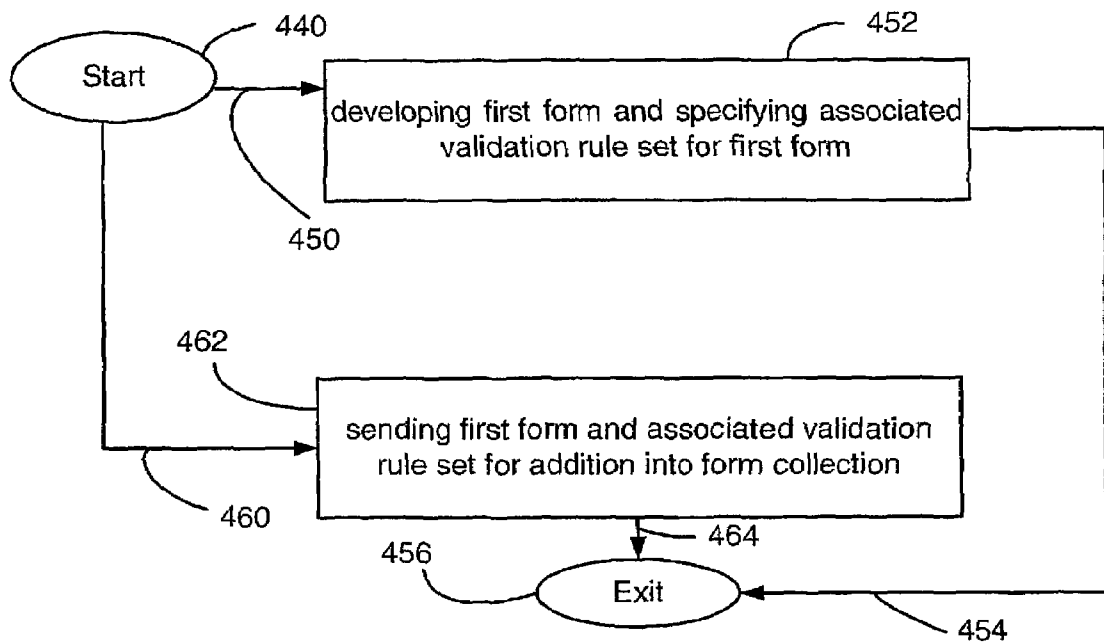 440
452
Start
developing first form and specifying associated
validation rule set for first form
450
462
sending first form and associated validation
rule set for addition into form collection
460
464
456
Exit
454